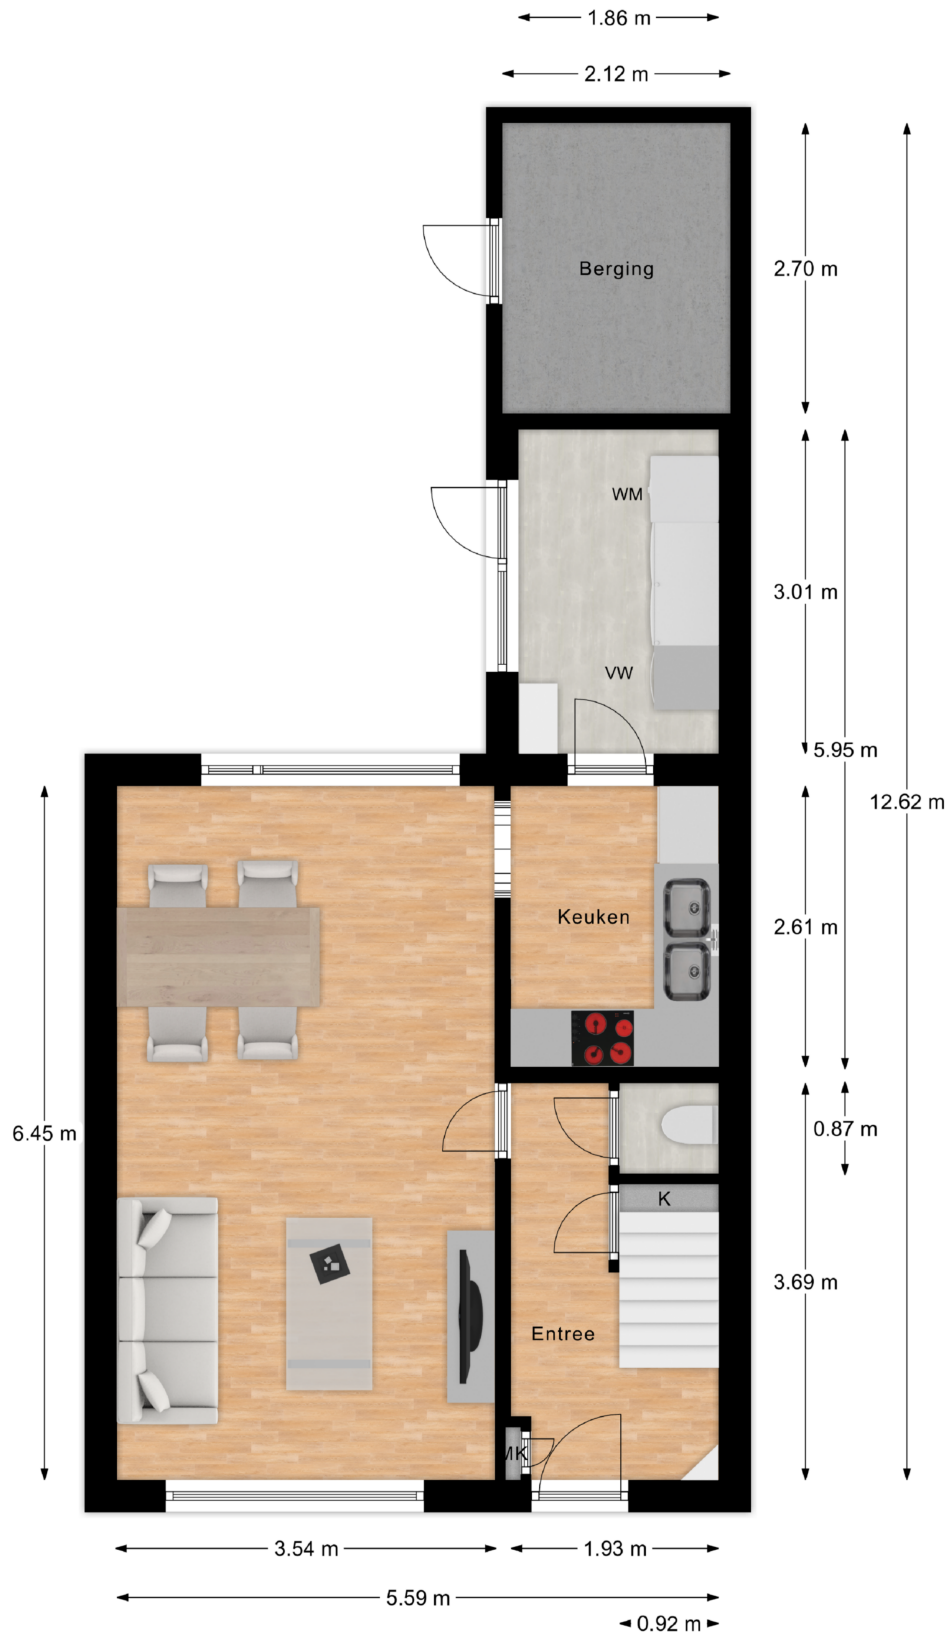 1.86 m
2.12 m
Berging
2.70 m
WM
3.01 m
VW
5.95 m
12.62 m
Keuken
2.61 m
6.45 m
0.87 m
K
3.69 m
Entree
MK
3.54 m
1.93 m
5.59 m
0.92 m